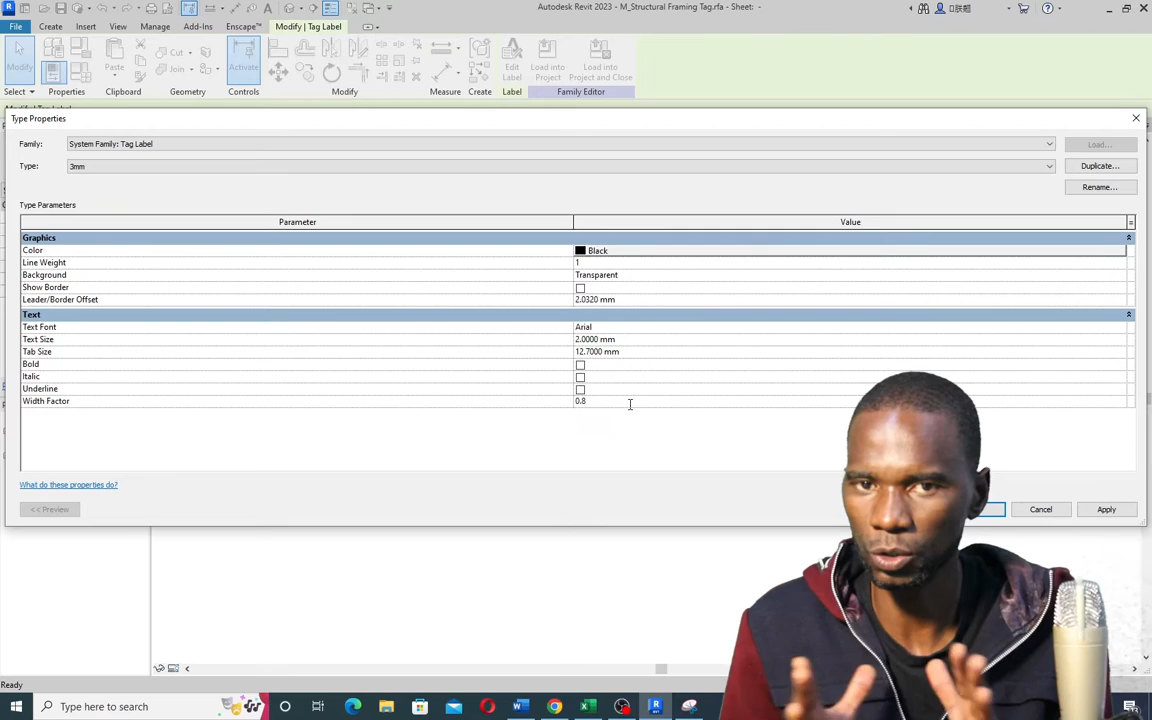 Autodesk Revit 2023 - M_Structural Framing Tag.rfa - Sheet: -
File Create Insert View Manage Add-Ins Enscape™ Modify | Tag Label
Modify Paste Cut Join Activate Edit Label Load into Project Load into Project and Close
Select Properties Clipboard Geometry Controls Modify Measure Create Label Family Editor
Type Properties
Family: System Family: Tag Label Load...
Type: 3mm Duplicate...
Rename...
Type Parameters
Parameter Value =
Graphics
Color Black
Line Weight 1
Background Transparent
Show Border
Leader/Border Offset 2.0320 mm
Text
Text Font Arial
Text Size 2.0000 mm
Tab Size 12.7000 mm
Bold
Italic
Underline
Width Factor 0.8
What do these properties do?
<< Preview Cancel Apply
Ready
Type here to search